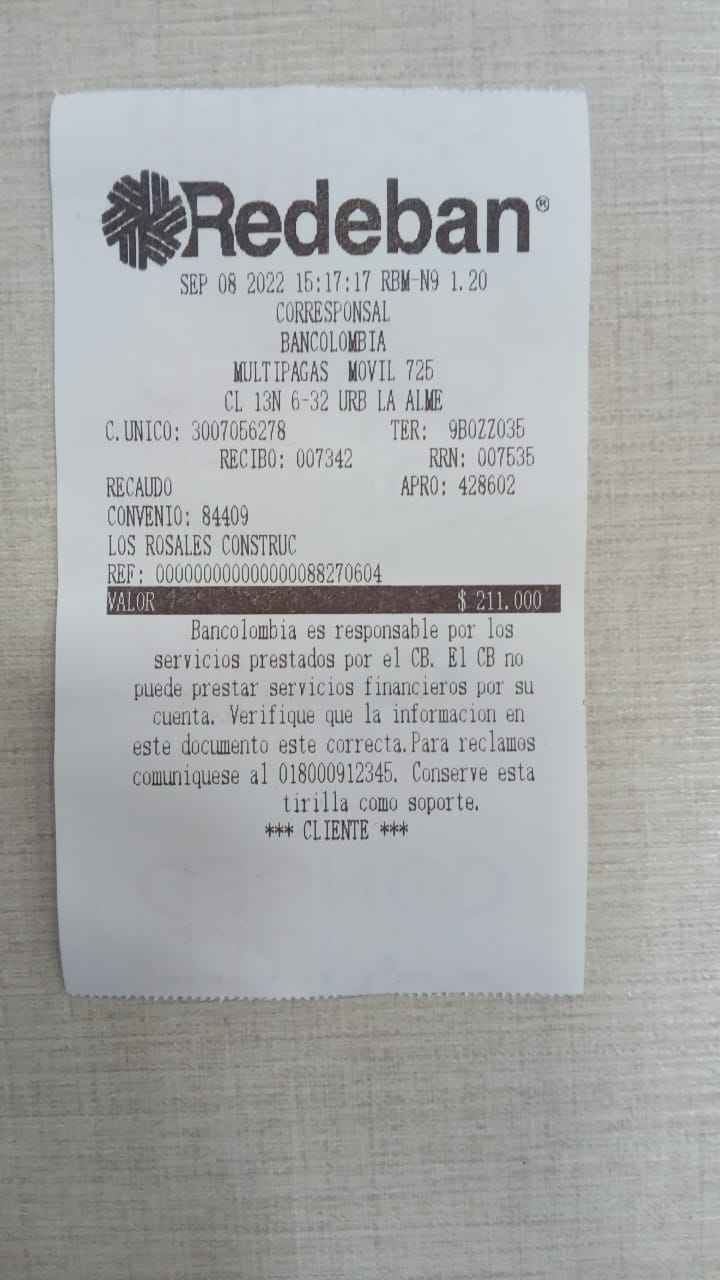 Redeban®
SEP 08 2022 15:17:17 RBM-N9 1.20
CORRESPONSAL
BANCOLOMBIA
MULTIPAGAS MOVIL 725
CL 13N 6-32 URB LA ALME
C.UNICO: 3007056278 TER: 9B0ZZ035
RECIBO: 007342 RRN: 007535
RECAUDO APRO: 428602
CONVENIO: 84409
LOS ROSALES CONSTRUC
REF: 000000000000000088270604
VALOR $ 211.000
Bancolombia es responsable por los
servicios prestados por el CB. El CB no
puede prestar servicios financieros por su
cuenta. Verifique que la informacion en
este documento este correcta.Para reclamos
comuniquese al 018000912345. Conserve esta
tirilla como soporte.
*** CLIENTE ***